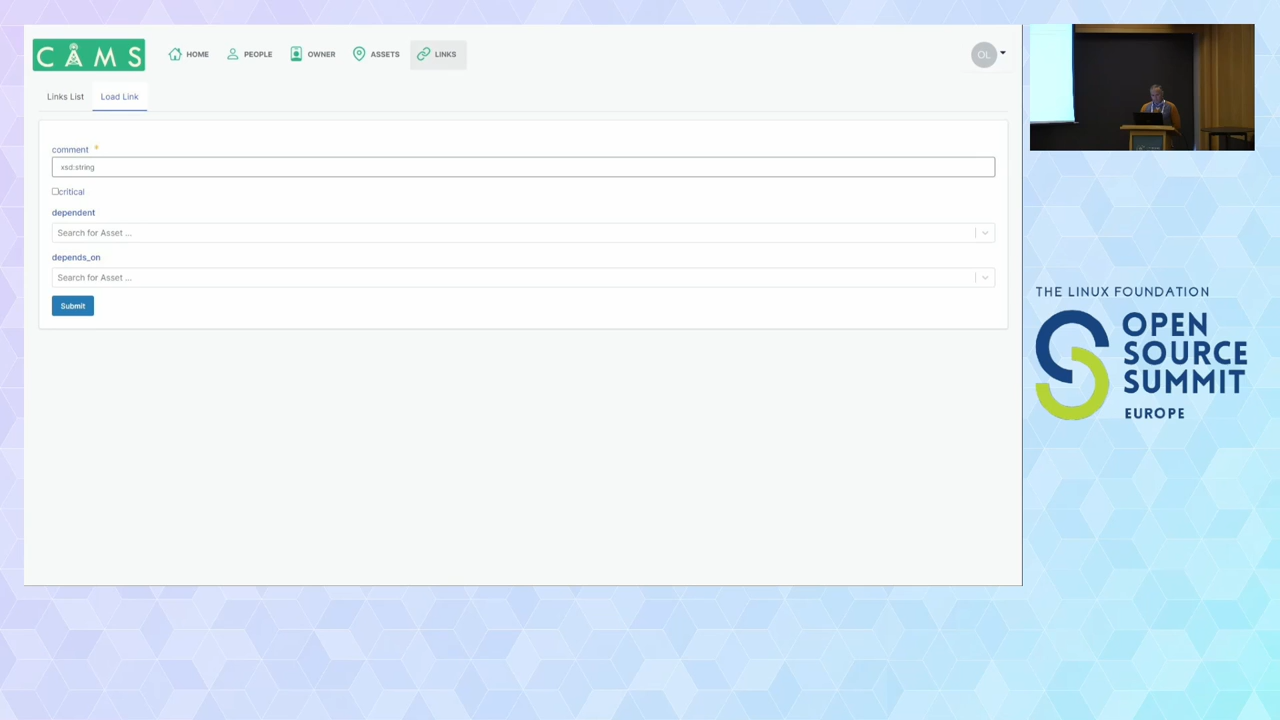 CAMS
HOME
PEOPLE
OWNER
ASSETS
LINKS
OL
Links List
Load Link
comment *
xsd:string
critical
dependent
Search for Asset ...
depends_on
Search for Asset ...
Submit
THE LINUX FOUNDATION
OPEN
SOURCE
SUMMIT
EUROPE